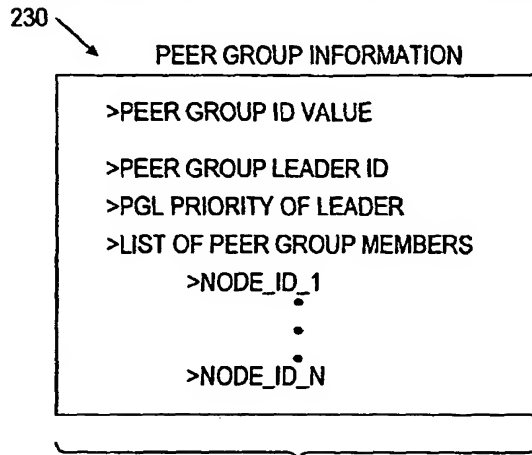 230
PEER GROUP INFORMATION
>PEER GROUP ID VALUE
>PEER GROUP LEADER ID
>PGL PRIORITY OF LEADER
>LIST OF PEER GROUP MEMBERS
>NODE_ID_1
>NODE_ID_N